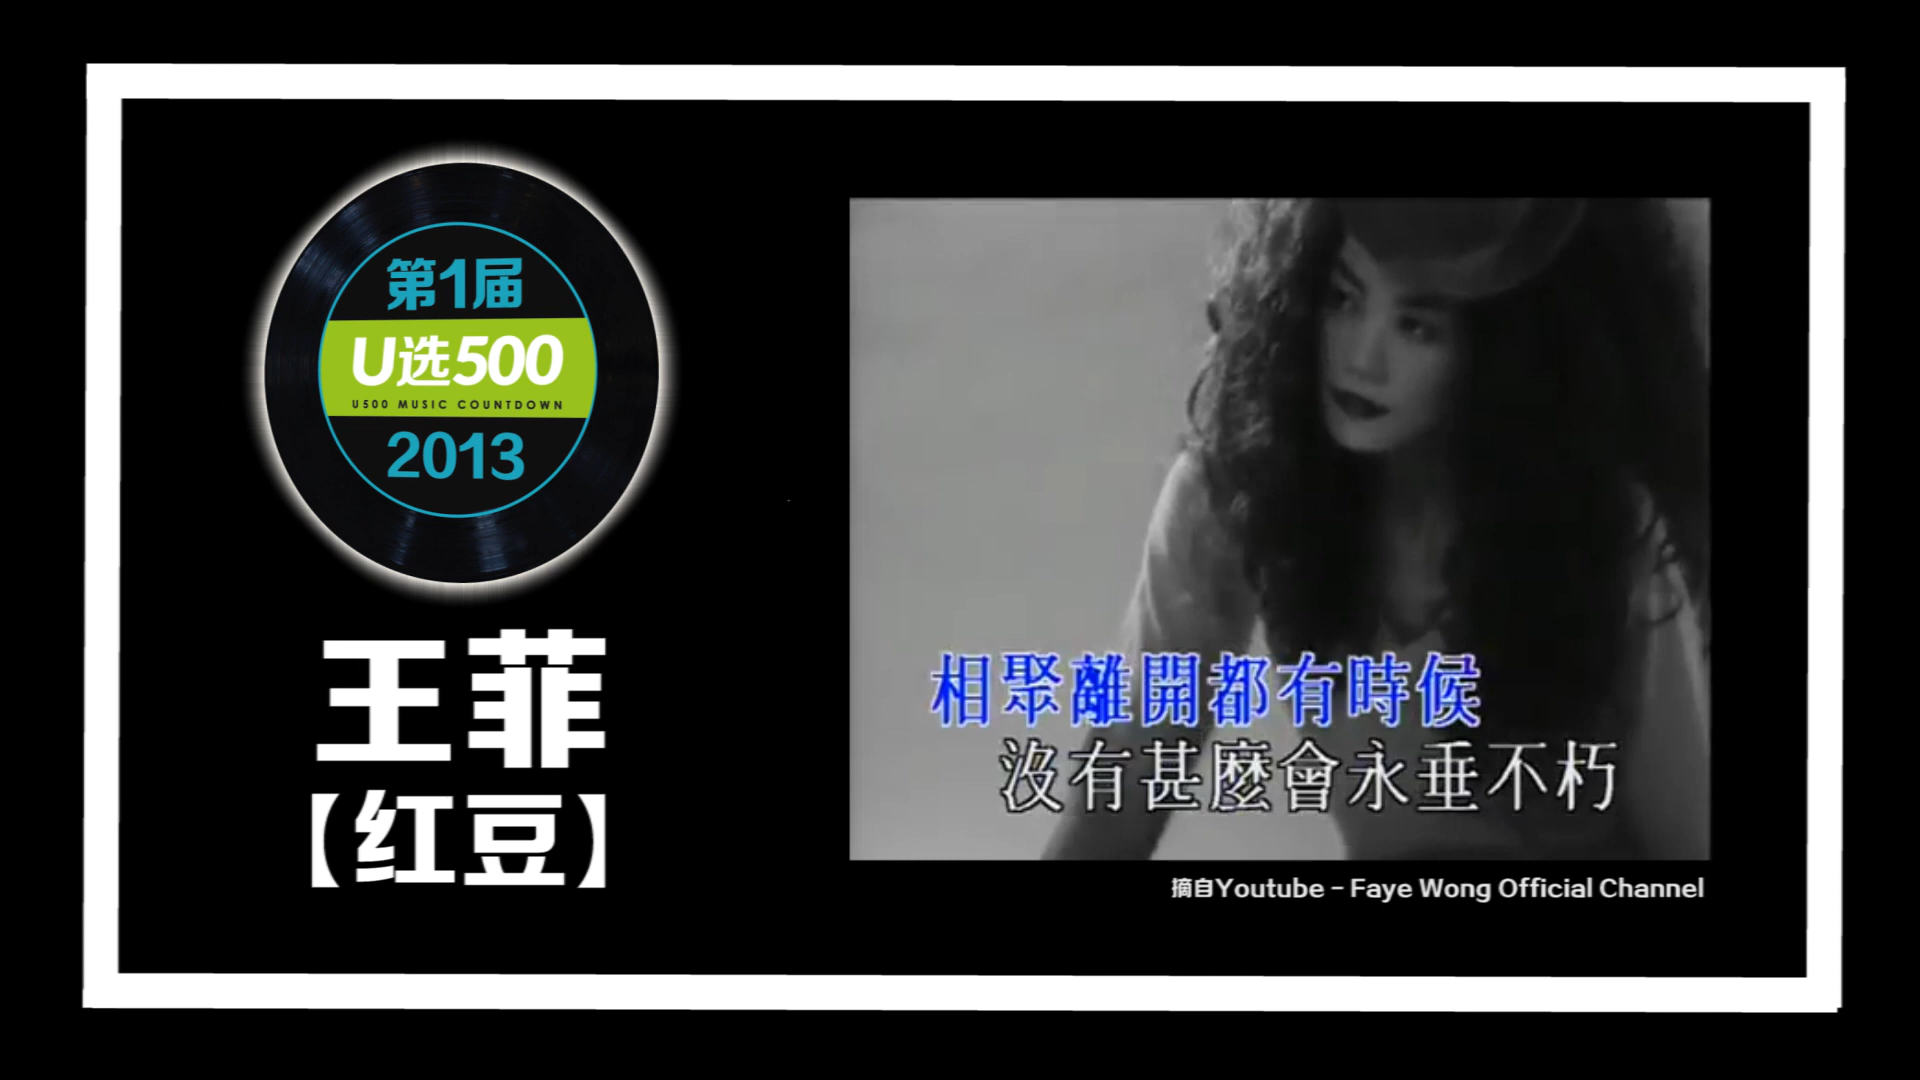 第1届
U选500
U500 MUSIC COUNTDOWN
2013
王菲
【红豆】
相聚離開都有時候
沒有甚麼會永垂不朽
摘自Youtube - Faye Wong Official Channel